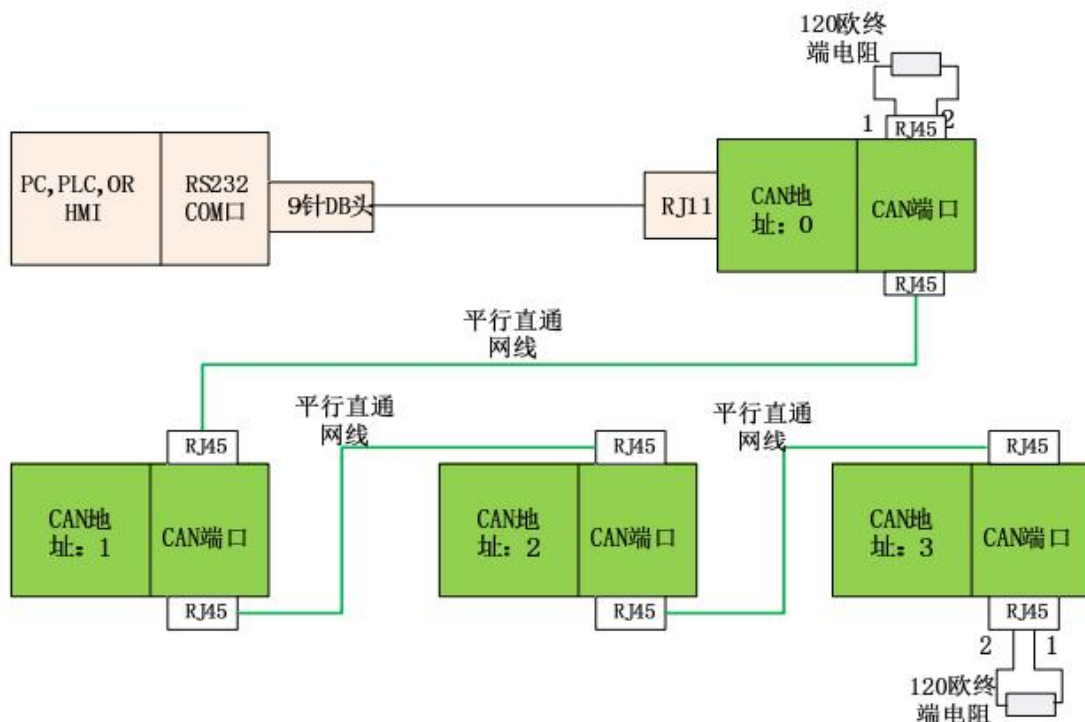 120欧终
端电阻
1
RJ45
2
PC,PLC,OR
HMI
RS232
COM口
9针DB头
RJ11
CAN地
址：0
CAN端口
RJ45
平行直通
网线
平行直通
网线
平行直通
网线
RJ45
RJ45
RJ45
CAN地
址：1
CAN端口
CAN地
址：2
CAN端口
CAN地
址：3
CAN端口
RJ45
RJ45
RJ45
2
1
120欧终
端电阻